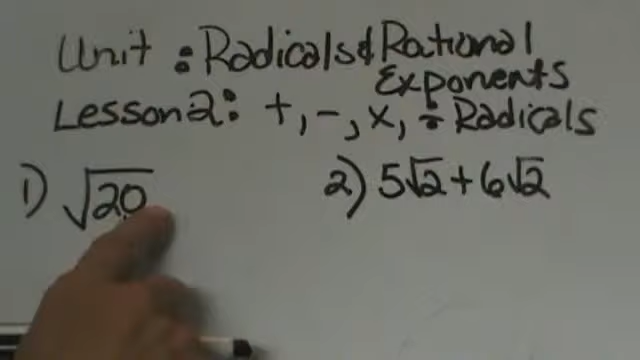 Unit : Radicals & Rational
Exponents
Lesson 2: +, -, x, ÷ Radicals
1) √20 2) 5√2 + 6√2